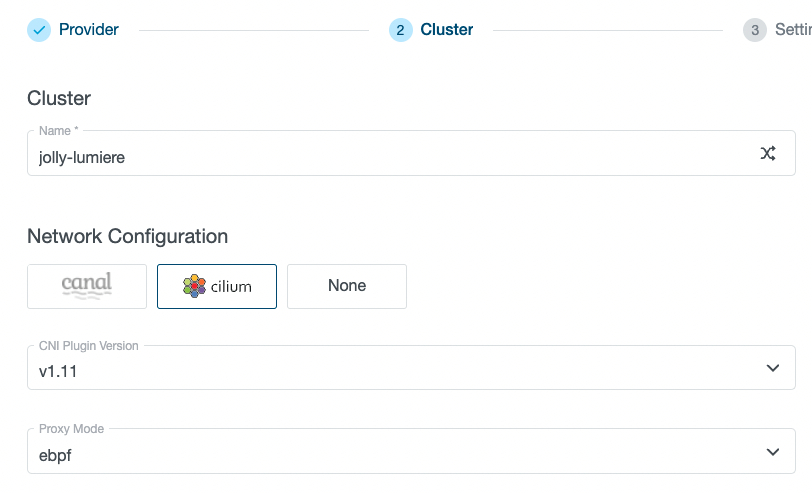 Provider
2 Cluster
3 Settin
Cluster
Name *
jolly-lumiere
Network Configuration
canal
cilium
None
CNI Plugin Version
v1.11
Proxy Mode
ebpf